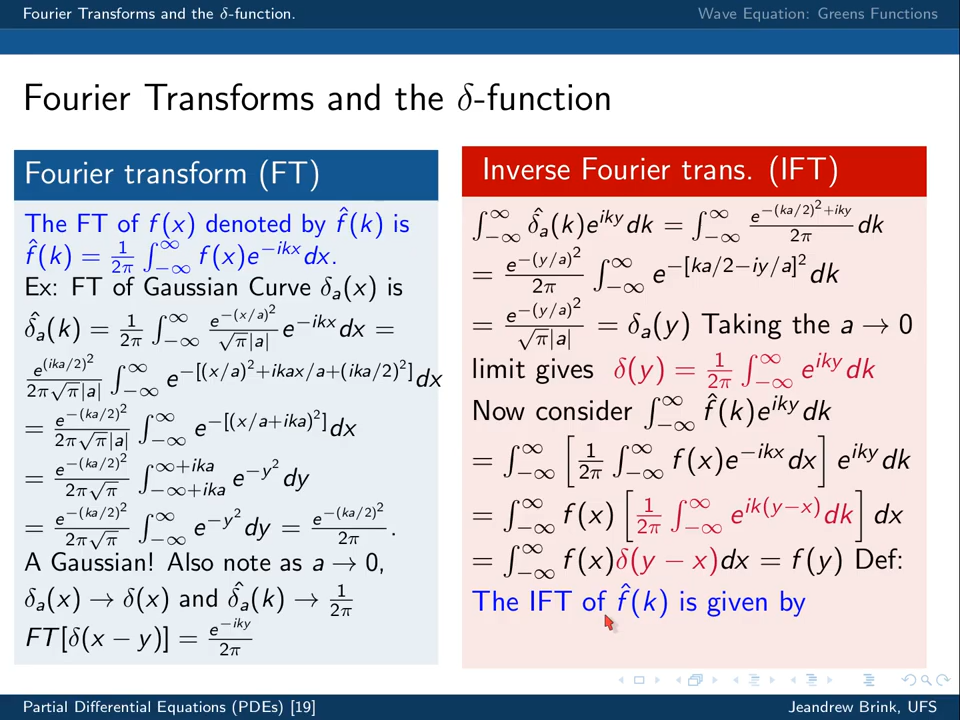 Fourier Transforms and the δ-function. Wave Equation: Greens Functions
Fourier Transforms and the δ-function
Fourier transform (FT)
The FT of f(x) denoted by f̂(k) is
f̂(k) = 1/2π ∫_{-∞}^{∞} f(x)e^{-ikx}dx.
Ex: FT of Gaussian Curve δ_a(x) is
δ̂_a(k) = 1/2π ∫_{-∞}^{∞} e^{-(x/a)^2}/(√π|a|) e^{-ikx}dx =
e^{(ika/2)^2}/(2π√π|a|) ∫_{-∞}^{∞} e^{-[(x/a)^2+ikax/a+(ika/2)^2]}dx
= e^{-(ka/2)^2}/(2π√π|a|) ∫_{-∞}^{∞} e^{-[(x/a+ika)^2]}dx
= e^{-(ka/2)^2}/(2π√π) ∫_{-∞+ika}^{∞+ika} e^{-y^2}dy
= e^{-(ka/2)^2}/(2π√π) ∫_{-∞}^{∞} e^{-y^2}dy = e^{-(ka/2)^2}/2π.
A Gaussian! Also note as a → 0,
δ_a(x) → δ(x) and δ̂_a(k) → 1/2π
FT[δ(x − y)] = e^{-iky}/2π
Inverse Fourier trans. (IFT)
∫_{-∞}^{∞} δ̂_a(k)e^{iky}dk = ∫_{-∞}^{∞} e^{-(ka/2)^2+iky}/2π dk
= e^{-(y/a)^2}/2π ∫_{-∞}^{∞} e^{-[ka/2-iy/a]^2}dk
= e^{-(y/a)^2}/(√π|a|) = δ_a(y) Taking the a → 0
limit gives δ(y) = 1/2π ∫_{-∞}^{∞} e^{iky}dk
Now consider ∫_{-∞}^{∞} f̂(k)e^{iky}dk
= ∫_{-∞}^{∞} [1/2π ∫_{-∞}^{∞} f(x)e^{-ikx}dx] e^{iky}dk
= ∫_{-∞}^{∞} f(x) [1/2π ∫_{-∞}^{∞} e^{ik(y-x)}dk] dx
= ∫_{-∞}^{∞} f(x)δ(y − x)dx = f(y) Def:
The IFT of f̂(k) is given by
Partial Differential Equations (PDEs) [19] Jeandrew Brink, UFS